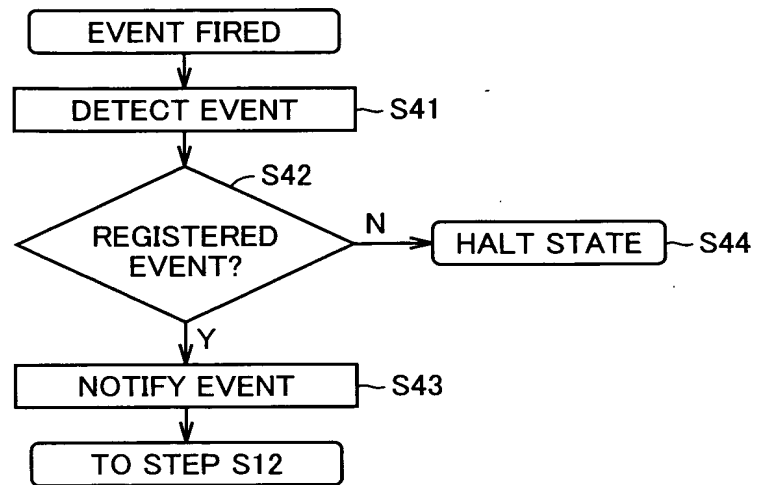 EVENT FIRED
DETECT EVENT
S41
S42
REGISTERED
EVENT?
N
HALT STATE
S44
Y
NOTIFY EVENT
S43
TO STEP S12